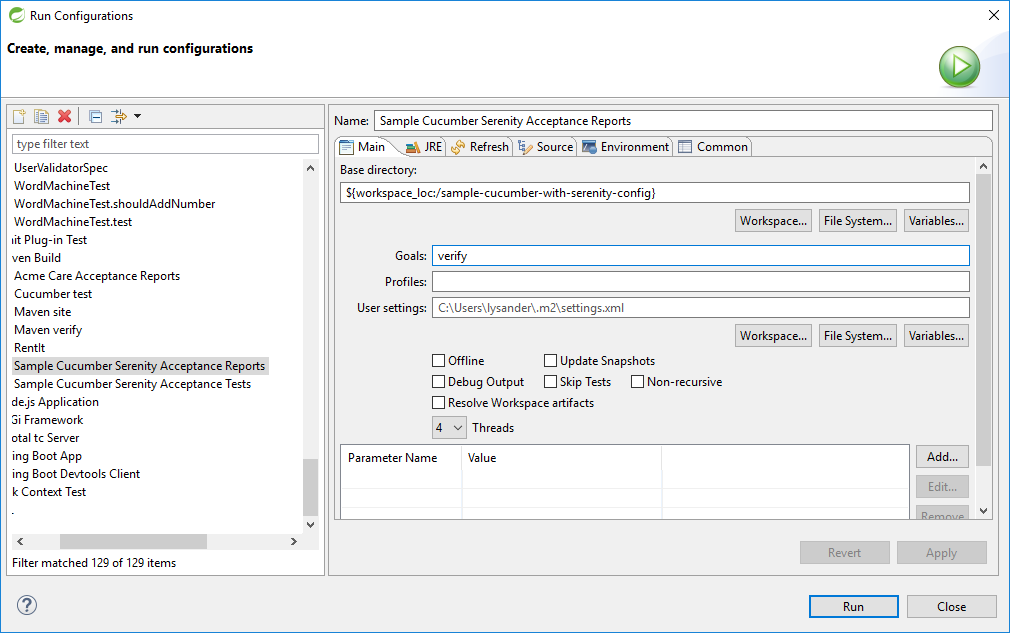 Run Configurations
Create, manage, and run configurations
type filter text
UserValidatorSpec
WordMachineTest
WordMachineTest.shouldAddNumber
WordMachineTest.test
it Plug-in Test
ven Build
Acme Care Acceptance Reports
Cucumber test
Maven site
Maven verify
RentIt
Sample Cucumber Serenity Acceptance Reports
Sample Cucumber Serenity Acceptance Tests
de.js Application
Gi Framework
otal tc Server
ing Boot App
ing Boot Devtools Client
k Context Test
Filter matched 129 of 129 items
Name: Sample Cucumber Serenity Acceptance Reports
Main JRE Refresh Source Environment Common
Base directory:
${workspace_loc:/sample-cucumber-with-serenity-config}
Workspace... File System... Variables...
Goals: verify
Profiles:
User settings: C:\Users\lysander\.m2\settings.xml
Workspace... File System... Variables...
Offline Update Snapshots
Debug Output Skip Tests Non-recursive
Resolve Workspace artifacts
4 Threads
Parameter Name Value Add...
Edit...
Remove
Revert Apply
? Run Close